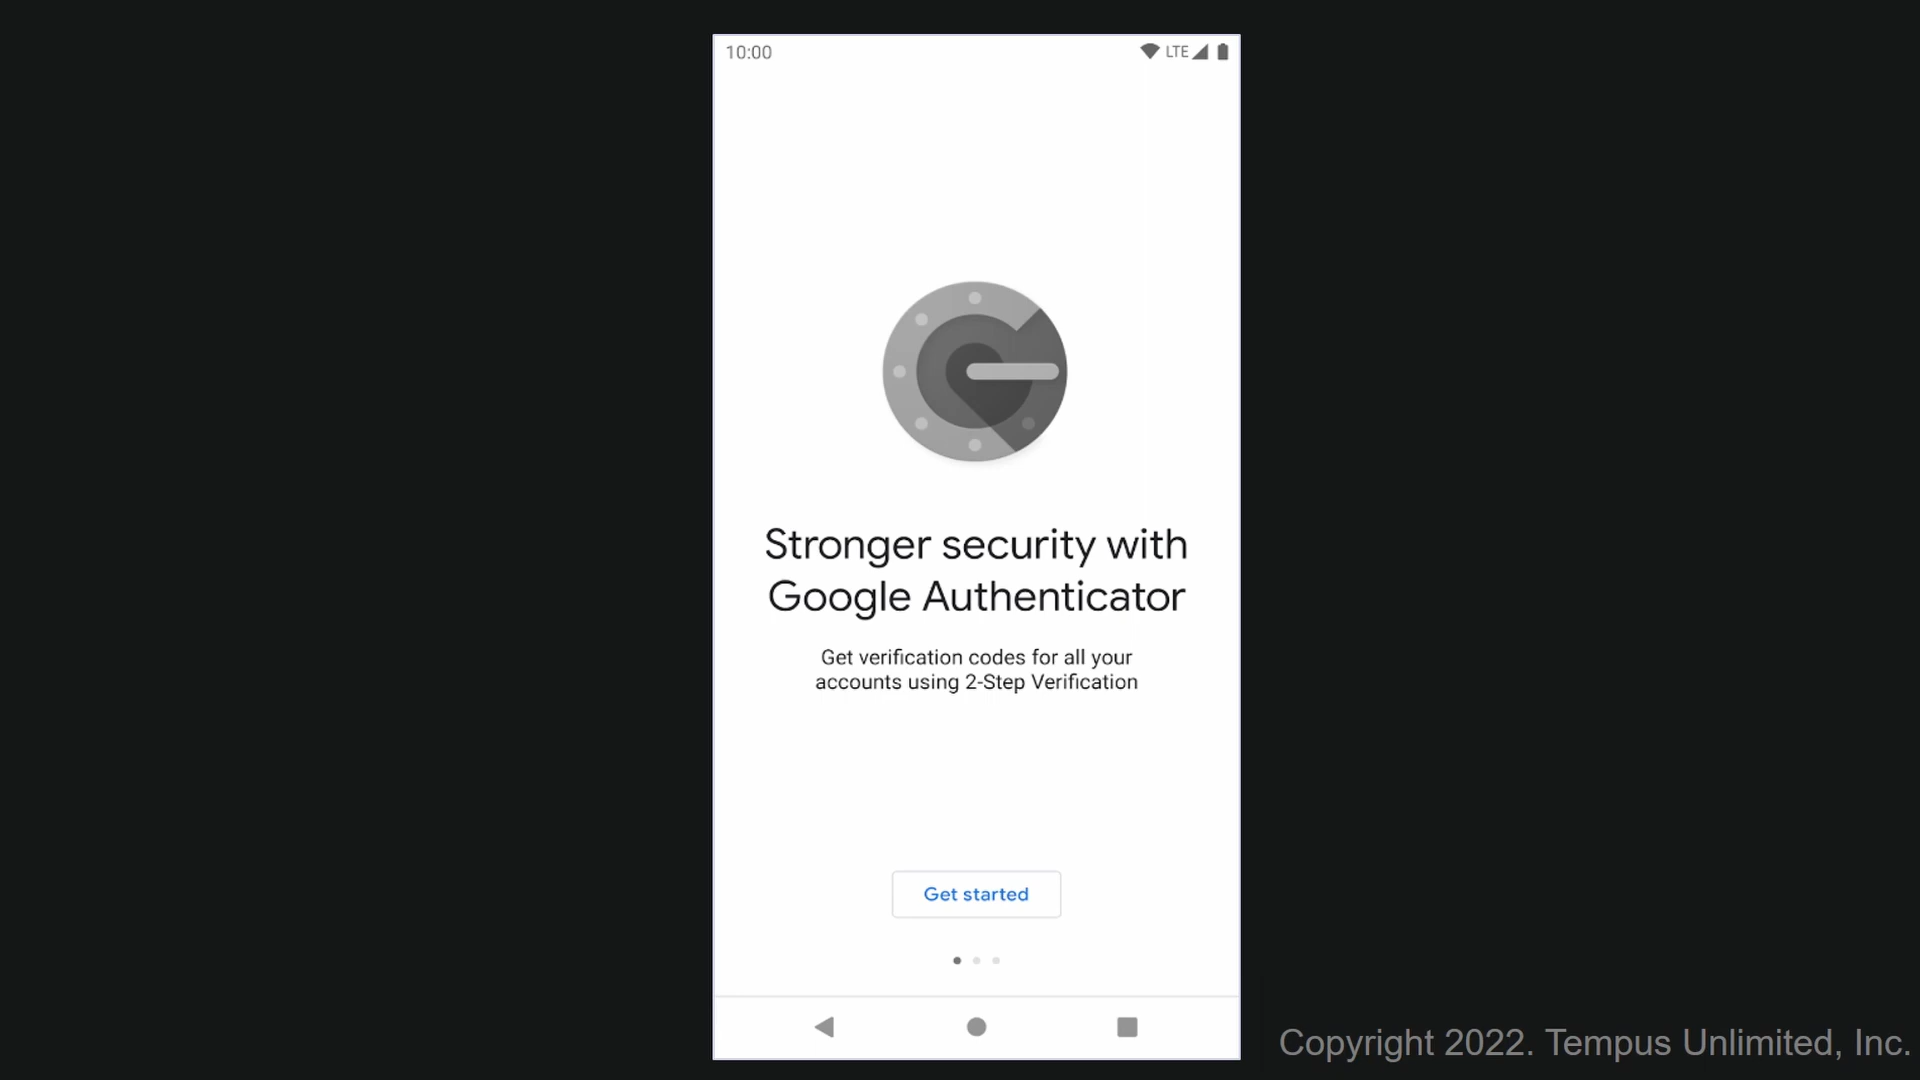 10:00
LTE
Stronger security with
Google Authenticator
Get verification codes for all your
accounts using 2-Step Verification
Get started
Copyright 2022. Tempus Unlimited, Inc.